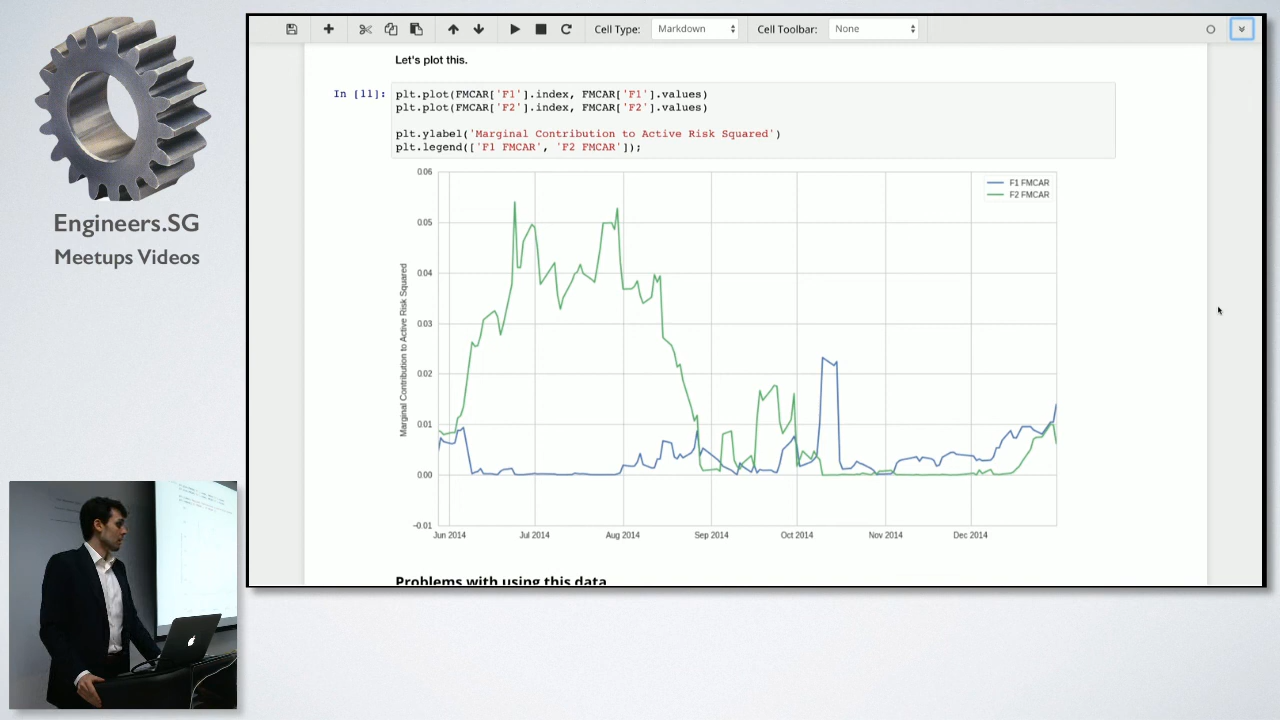 Engineers.SG
Meetups Videos
Cell Type:
Markdown
Cell Toolbar:
None
Let's plot this.
In [11]:
plt.plot(FMCAR['F1'].index, FMCAR['F1'].values)
plt.plot(FMCAR['F2'].index, FMCAR['F2'].values)
plt.ylabel('Marginal Contribution to Active Risk Squared')
plt.legend(['F1 FMCAR', 'F2 FMCAR']);
F1 FMCAR
F2 FMCAR
Marginal Contribution to Active Risk Squared
0.06
0.05
0.04
0.03
0.02
0.01
0.00
−0.01
Jun 2014
Jul 2014
Aug 2014
Sep 2014
Oct 2014
Nov 2014
Dec 2014
Problems with using this data